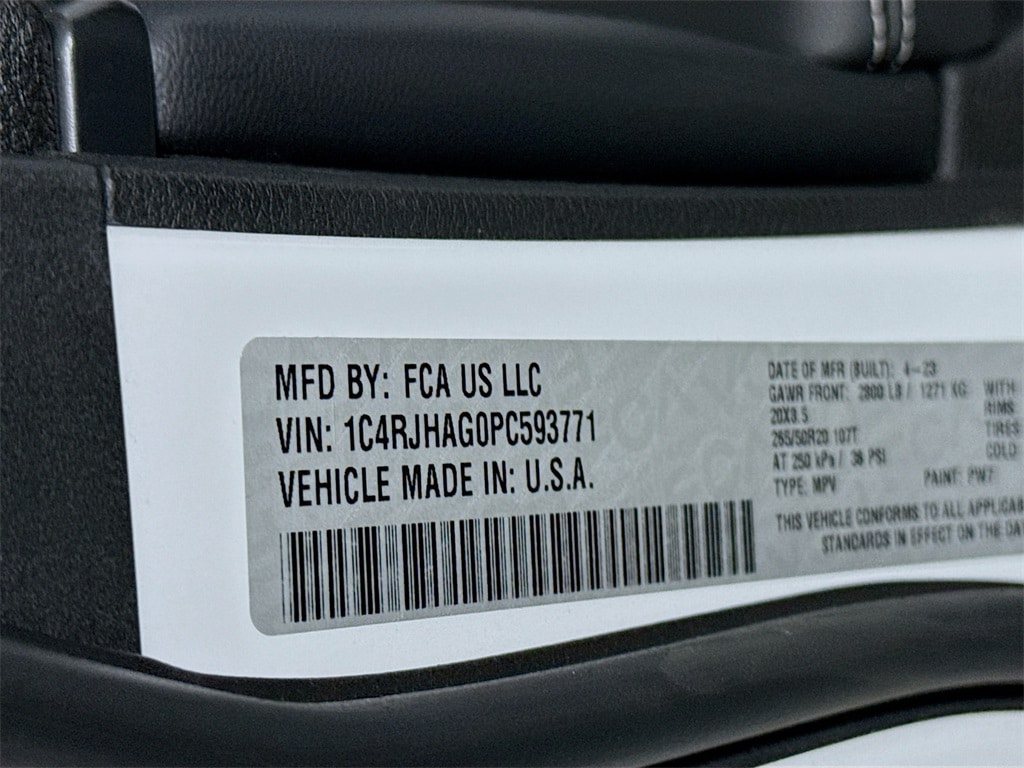 MFD BY: FCA US LLC
VIN: 1C4RJHAG0PC593771
VEHICLE MADE IN: U.S.A.
DATE OF MFR (BUILT): 4-23
GAWR FRONT: 2800 LB / 1271 KG WITH
20X8.5 RIMS
265/50R20 107T TIRES
AT 250 kPa / 36 PSI COLD
TYPE: MPV PAINT: PW7
THIS VEHICLE CONFORMS TO ALL APPLICAB
STANDARDS IN EFFECT ON THE DA